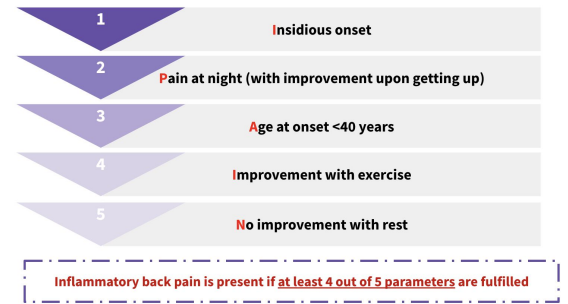 1
Insidious onset
2
Pain at night (with improvement upon getting up)
3
Age at onset <40 years
4
Improvement with exercise
5
No improvement with rest
Inflammatory back pain is present if at least 4 out of 5 parameters are fulfilled